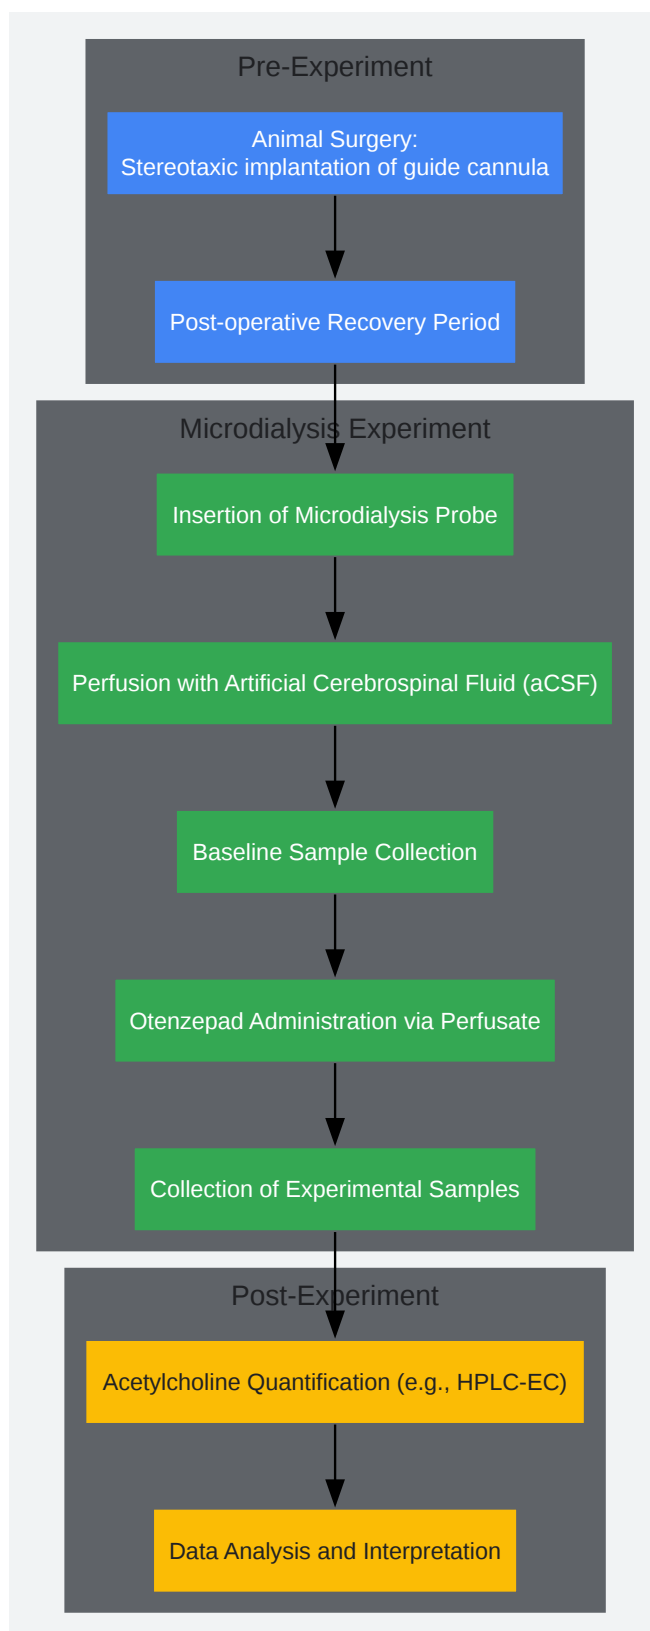 Pre-Experiment
Animal Surgery:
Stereotaxic implantation of guide cannula
Post-operative Recovery Period
Microdialysis Experiment
Insertion of Microdialysis Probe
Perfusion with Artificial Cerebrospinal Fluid (aCSF)
Baseline Sample Collection
Otenzepad Administration via Perfusate
Collection of Experimental Samples
Post-Experiment
Acetylcholine Quantification (e.g., HPLC-EC)
Data Analysis and Interpretation